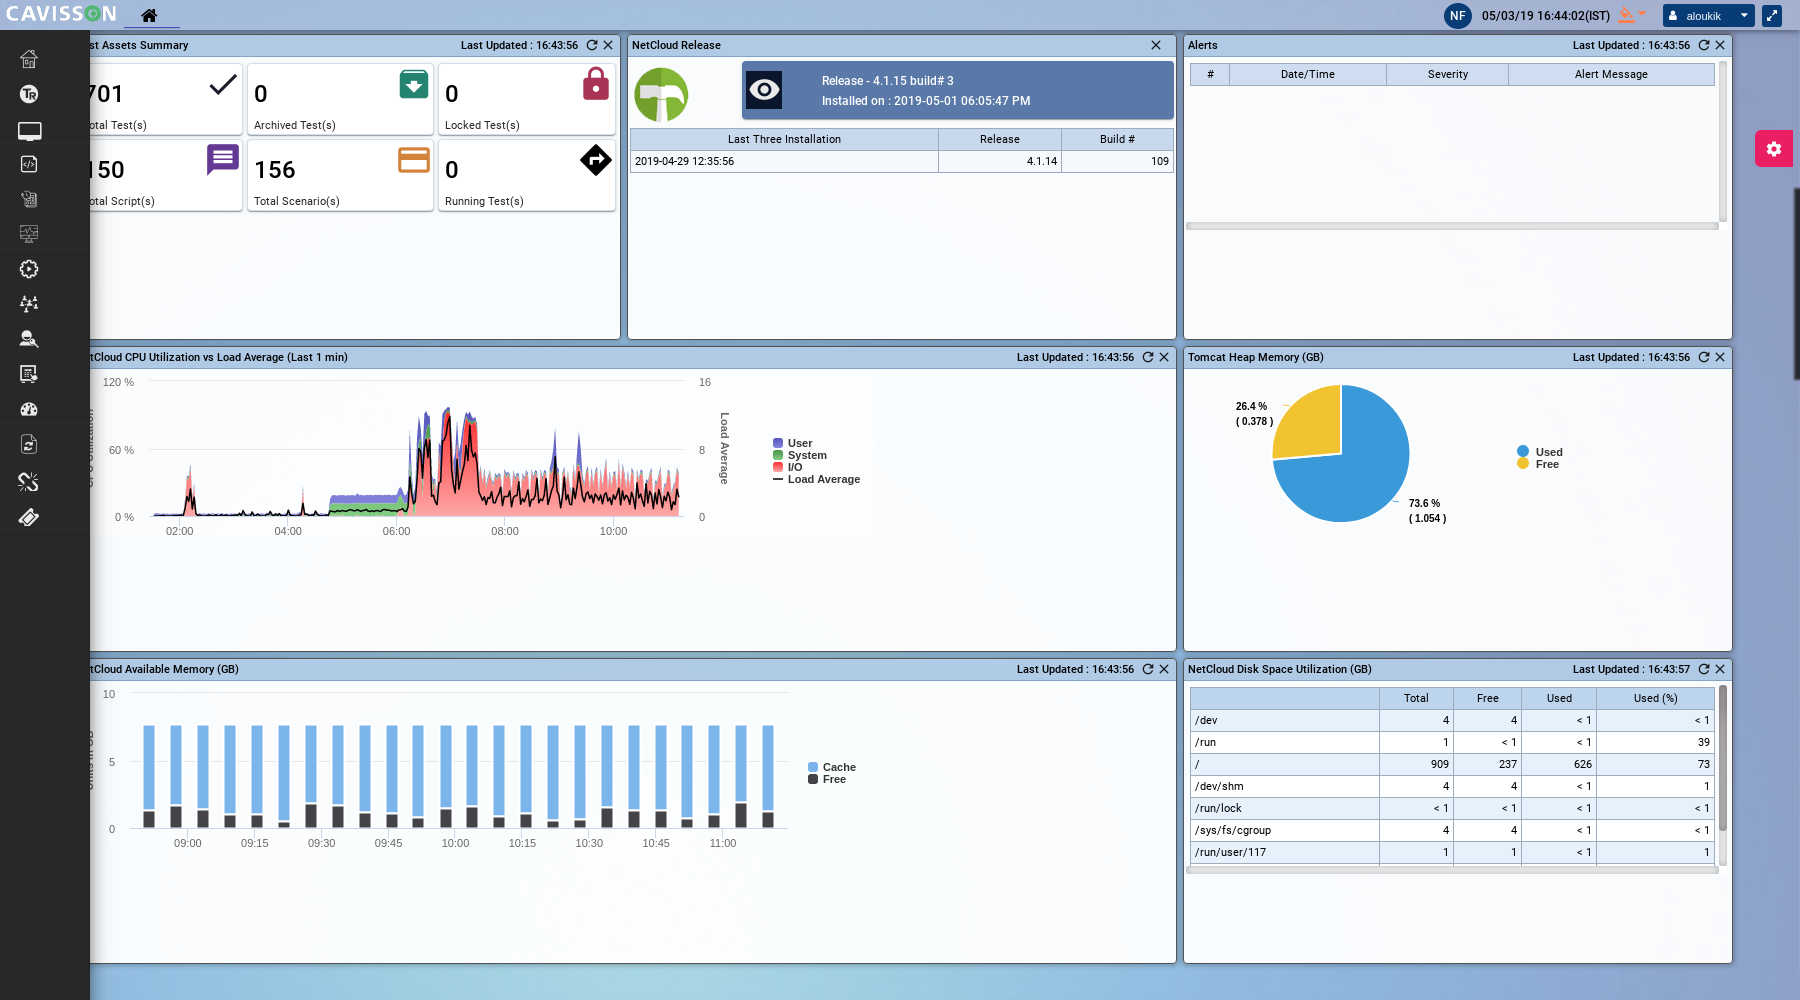 CAVISSON
NF
05/03/19 16:44:02(IST)
aloukik
st Assets Summary
Last Updated : 16:43:56
701
otal Test(s)
0
Archived Test(s)
0
Locked Test(s)
150
otal Script(s)
156
Total Scenario(s)
0
Running Test(s)
NetCloud Release
Release - 4.1.15 build# 3
Installed on : 2019-05-01 06:05:47 PM
Last Three Installation Release Build #
2019-04-29 12:35:56 4.1.14 109
Alerts
Last Updated : 16:43:56
# Date/Time Severity Alert Message
TR
tCloud CPU Utilization vs Load Average (Last 1 min)
Last Updated : 16:43:56
120 %
60 %
0 %
16
8
0
Load Average
02:00 04:00 06:00 08:00 10:00
User
System
I/O
Load Average
Tomcat Heap Memory (GB)
Last Updated : 16:43:56
26.4 %
( 0.378 )
73.6 %
( 1.054 )
Used
Free
tCloud Available Memory (GB)
Last Updated : 16:43:56
10
5
0
09:00 09:15 09:30 09:45 10:00 10:15 10:30 10:45 11:00
Cache
Free
NetCloud Disk Space Utilization (GB)
Last Updated : 16:43:57
Total Free Used Used (%)
/dev 4 4 < 1 < 1
/run 1 < 1 < 1 39
/ 909 237 626 73
/dev/shm 4 4 < 1 1
/run/lock < 1 < 1 < 1 < 1
/sys/fs/cgroup 4 4 < 1 < 1
/run/user/117 1 1 < 1 1